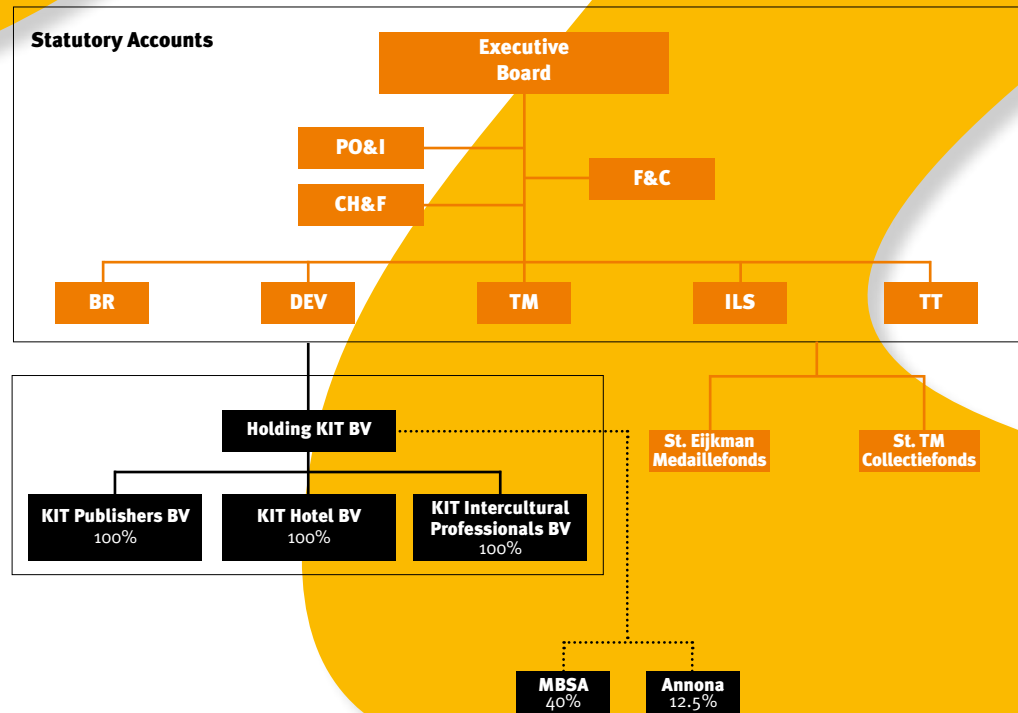 Statutory Accounts
Executive
Board
PO&I
F&C
CH&F
BR
DEV
TM
ILS
TT
Holding KIT BV
St. Eijkman
Medaillefonds
St. TM
Collectiefonds
KIT Publishers BV
100%
KIT Hotel BV
100%
KIT Intercultural
Professionals BV
100%
MBSA
40%
Annona
12.5%